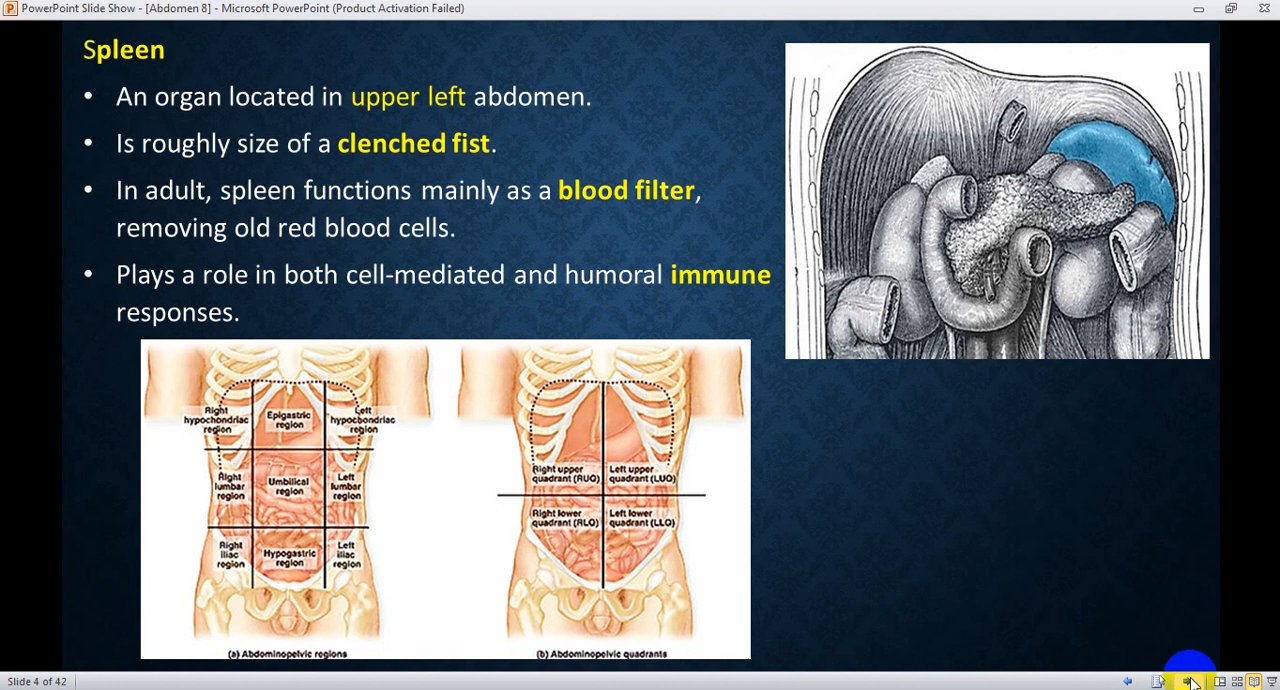 PowerPoint Slide Show - [Abdomen 8] - Microsoft PowerPoint (Product Activation Failed)
Spleen
• An organ located in upper left abdomen.
• Is roughly size of a clenched fist.
• In adult, spleen functions mainly as a blood filter,
removing old red blood cells.
• Plays a role in both cell-mediated and humoral immune
responses.
Right
hypochondriac
region
Epigastric
region
Left
hypochondriac
region
Right
lumbar
region
Umbilical
region
Left
lumbar
region
Right
iliac
region
Hypogastric
region
Left
iliac
region
(a) Abdominopelvic regions
Right upper
quadrant (RUQ)
Left upper
quadrant (LUQ)
Right lower
quadrant (RLQ)
Left lower
quadrant (LLQ)
(b) Abdominopelvic quadrants
Slide 4 of 42